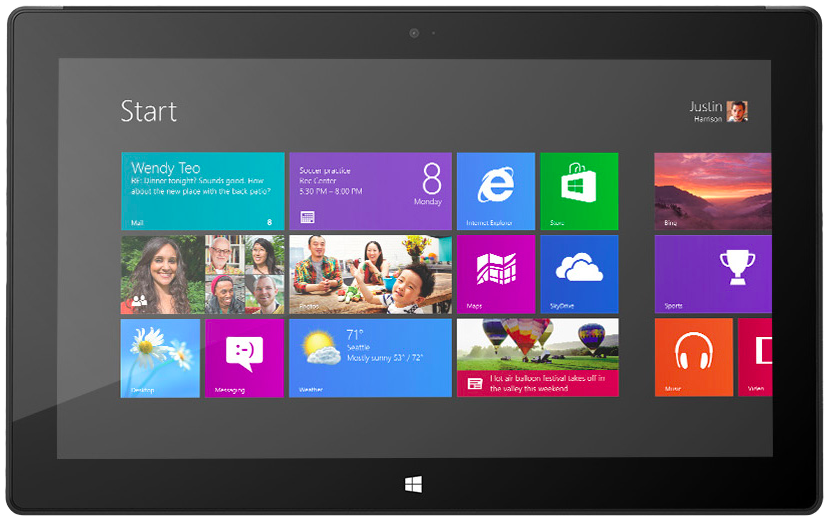 Start
Justin
Harrison
Wendy Teo
RE: Dinner tonight? Sounds good. How
about the new place with the back patio?
Mail
8
Soccer practice
Rec Center
5:30 PM – 8:00 PM
8
Monday
Internet Explorer
Store
Bing
Photos
Maps
SkyDrive
Sports
Desktop
Messaging
71°
Seattle
Mostly sunny 53° / 72°
Weather
Hot air balloon festival takes off in
the valley this weekend
Music
Video